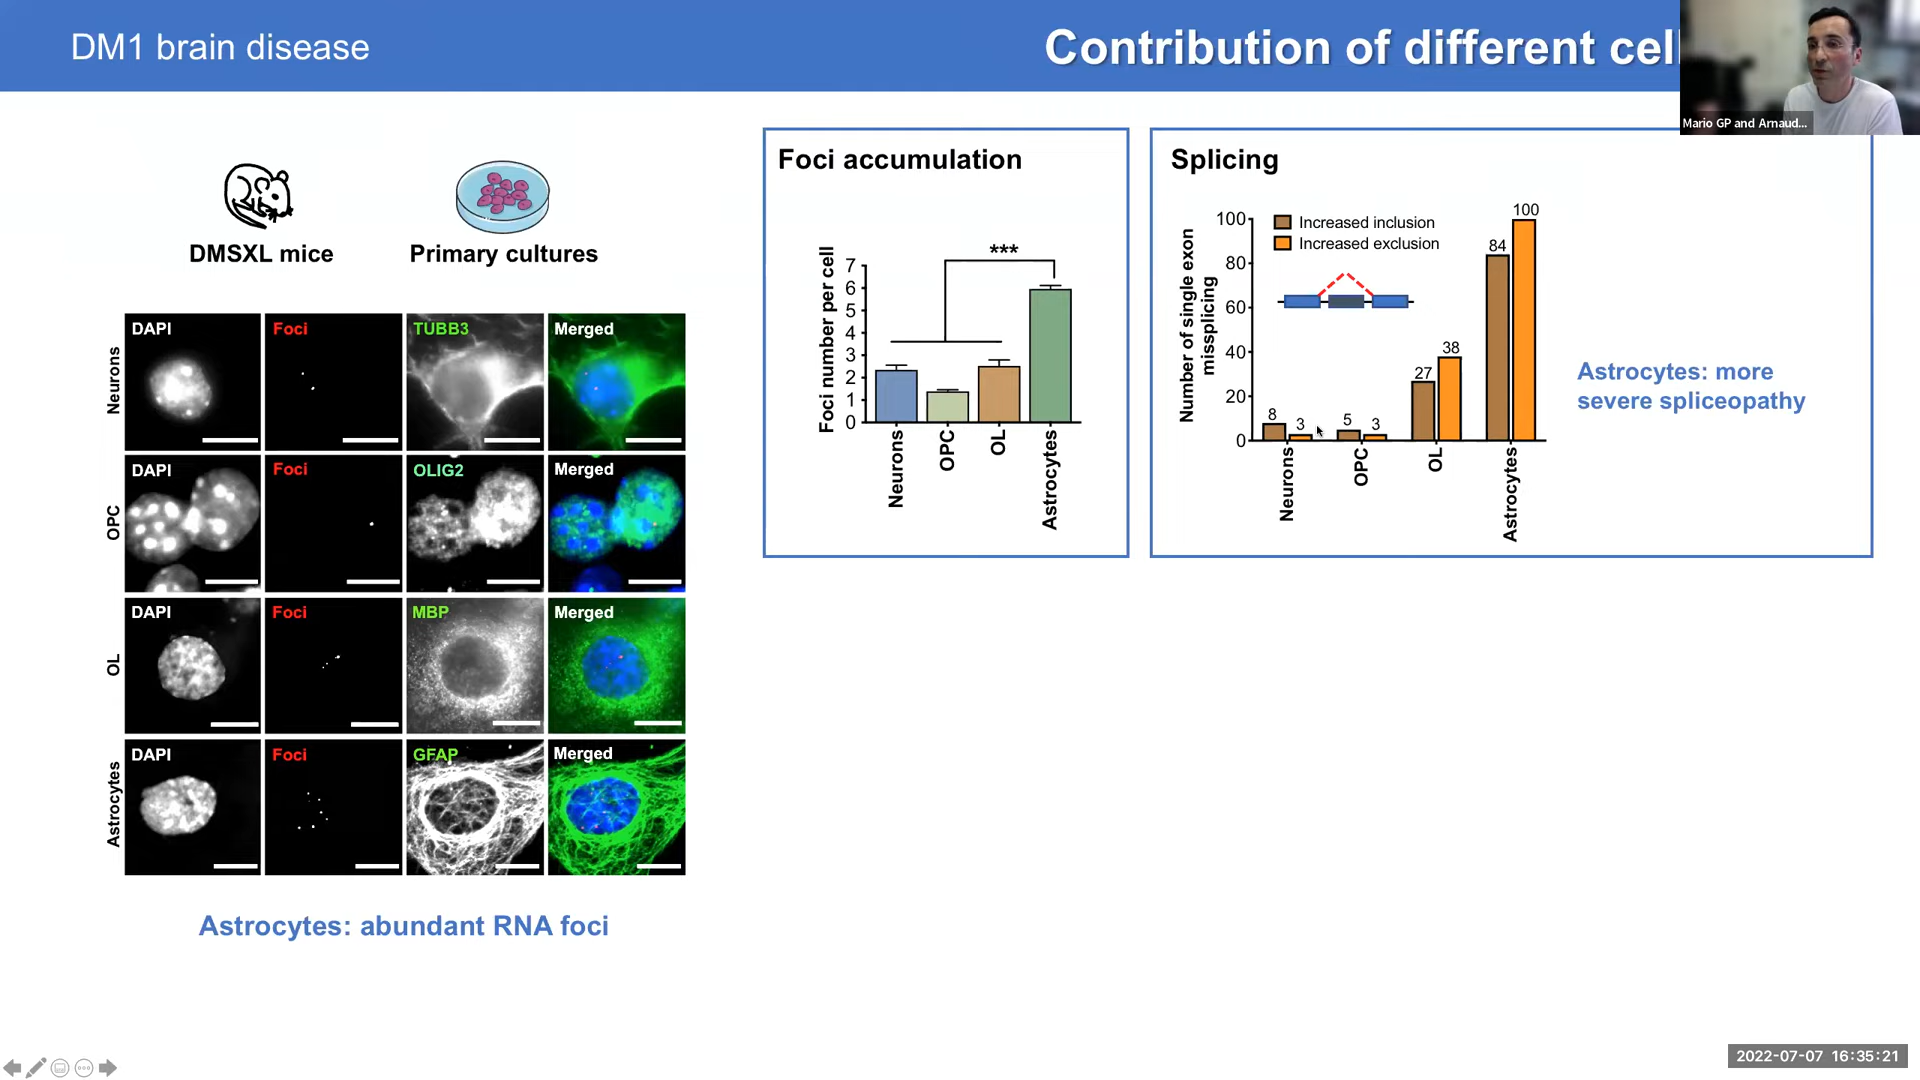 DM1 brain disease
Contribution of different cel
Mario GP and Arnaud...
DMSXL mice
Primary cultures
Neurons
DAPI
Foci
TUBB3
Merged
OPC
DAPI
Foci
OLIG2
Merged
OL
DAPI
Foci
MBP
Merged
Astrocytes
DAPI
Foci
GFAP
Merged
Astrocytes: abundant RNA foci
Foci accumulation
Foci number per cell
7
6
5
4
3
2
1
0
***
Neurons
OPC
OL
Astrocytes
Splicing
Number of single exon
missplicing
100
80
60
40
20
0
Increased inclusion
Increased exclusion
8
3
5
3
27
38
84
100
Neurons
OPC
OL
Astrocytes
Astrocytes: more
severe spliceopathy
2022-07-07 16:35:21